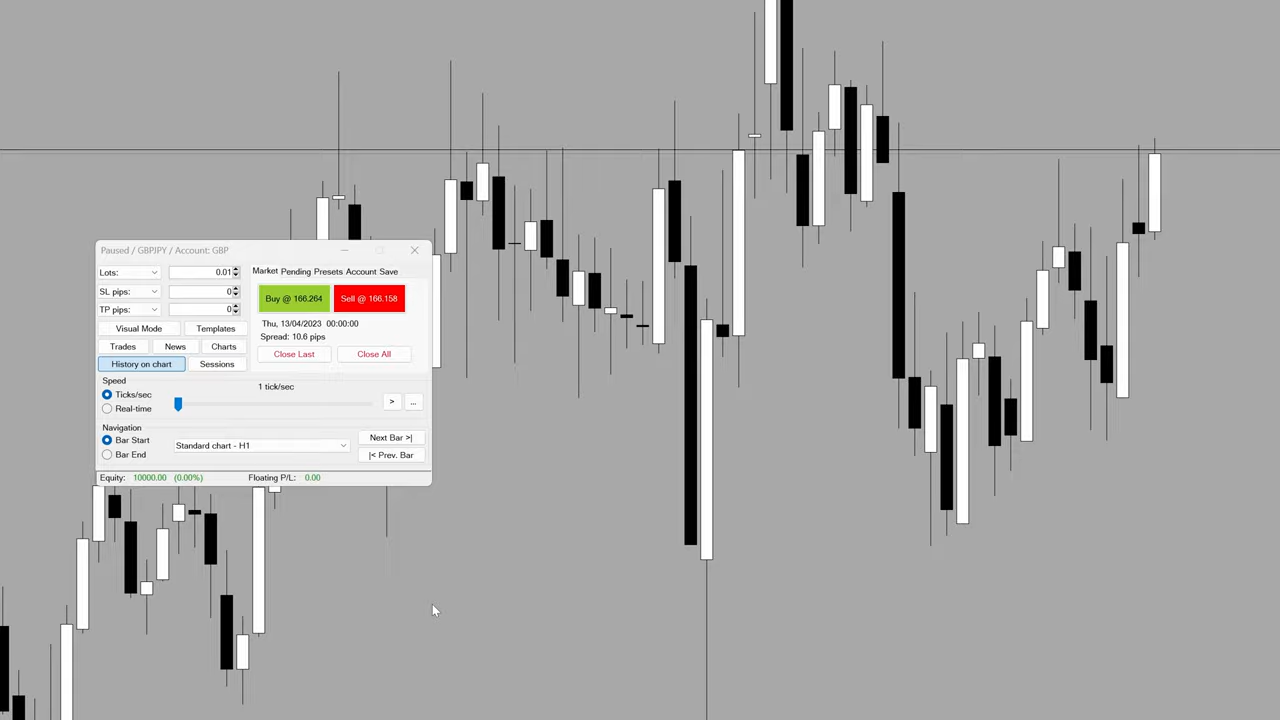 Paused / GBPJPY / Account: GBP
Lots: 0.01
Market Pending Presets Account Save
SL pips: 0
TP pips: 0
Buy @ 166.264 Sell @ 166.158
Thu, 13/04/2023 00:00:00
Spread: 10.6 pips
Visual Mode Templates
Trades News Charts
Close Last Close All
History on chart Sessions
Speed
1 tick/sec
Ticks/sec
> ...
Real-time
Navigation
Bar Start
Standard chart - H1
Next Bar >|
Bar End
|< Prev. Bar
Equity: 10000.00 (0.00%) Floating P/L: 0.00